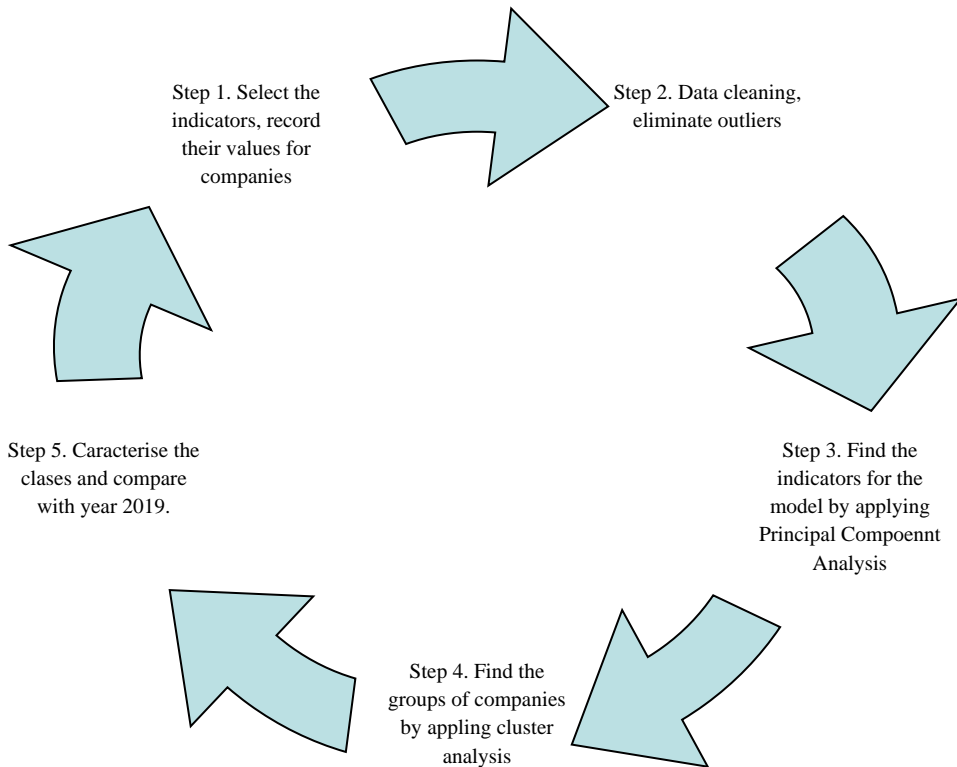 Step 1. Select the
indicators, record
their values for
companies
Step 2. Data cleaning,
eliminate outliers
Step 3. Find the
indicators for the
model by applying
Principal Compoennt
Analysis
Step 4. Find the
groups of companies
by appling cluster
analysis
Step 5. Caracterise the
clases and compare
with year 2019.